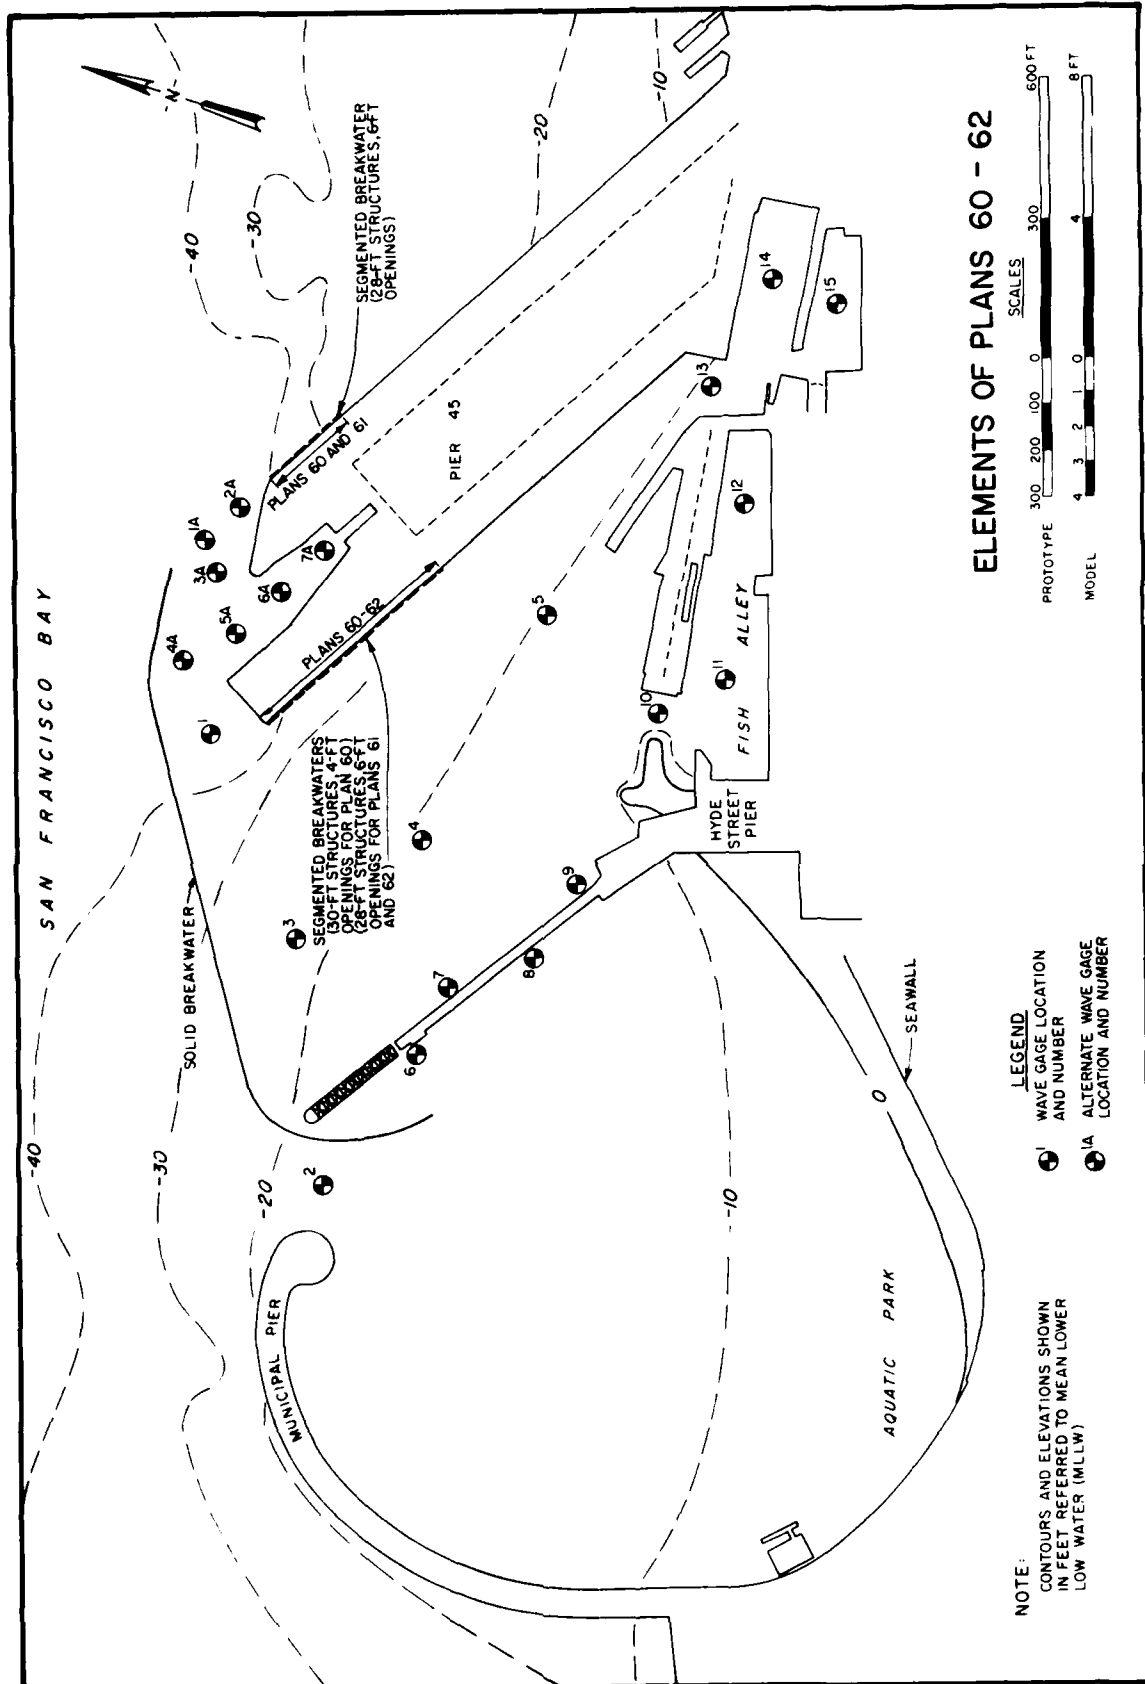 SAN FRANCISCO BAY
N
-40
-30
-20
-10
-40
-30
-20
-10
0
SOLID BREAKWATER
MUNICIPAL PIER
SEGMENTED BREAKWATER
(28-FT STRUCTURES, 6-FT
OPENINGS)
PLANS 60 AND 61
PLANS 60-62
PIER 45
SEGMENTED BREAKWATERS
(30-FT STRUCTURES, 4-FT
OPENINGS FOR PLAN 60)
(28-FT STRUCTURES, 6-FT
OPENINGS FOR PLANS 61
AND 62)
1
2
3
4
5
6
7
8
9
10
11
12
13
14
15
1A
2A
3A
4A
5A
6A
7A
FISH ALLEY
HYDE
STREET
PIER
SEAWALL
AQUATIC PARK
NOTE:
CONTOURS AND ELEVATIONS SHOWN
IN FEET REFERRED TO MEAN LOWER
LOW WATER (MLLW)
LEGEND
1 WAVE GAGE LOCATION
AND NUMBER
1A ALTERNATE WAVE GAGE
LOCATION AND NUMBER
ELEMENTS OF PLANS 60 - 62
SCALES
PROTOTYPE 300 200 100 0 300 600 FT
MODEL 4 3 2 1 0 4 8 FT